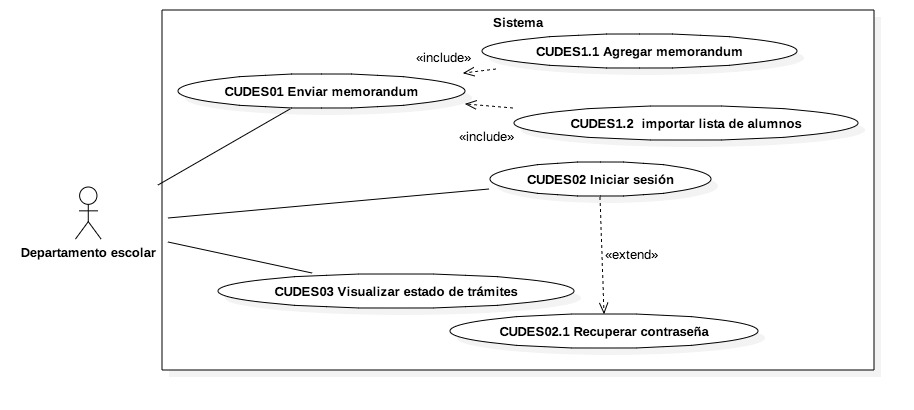 Sistema
«include»
CUDES1.1 Agregar memorandum
CUDES01 Enviar memorandum
CUDES1.2  importar lista de alumnos
«include»
CUDES02 Iniciar sesión
Departamento escolar
«extend»
CUDES03 Visualizar estado de trámites
CUDES02.1 Recuperar contraseña